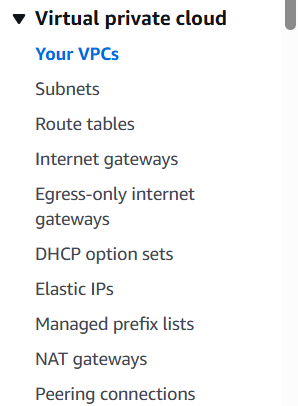 Virtual private cloud
Your VPCs
Subnets
Route tables
Internet gateways
Egress-only internet
gateways
DHCP option sets
Elastic IPs
Managed prefix lists
NAT gateways
Peering connections